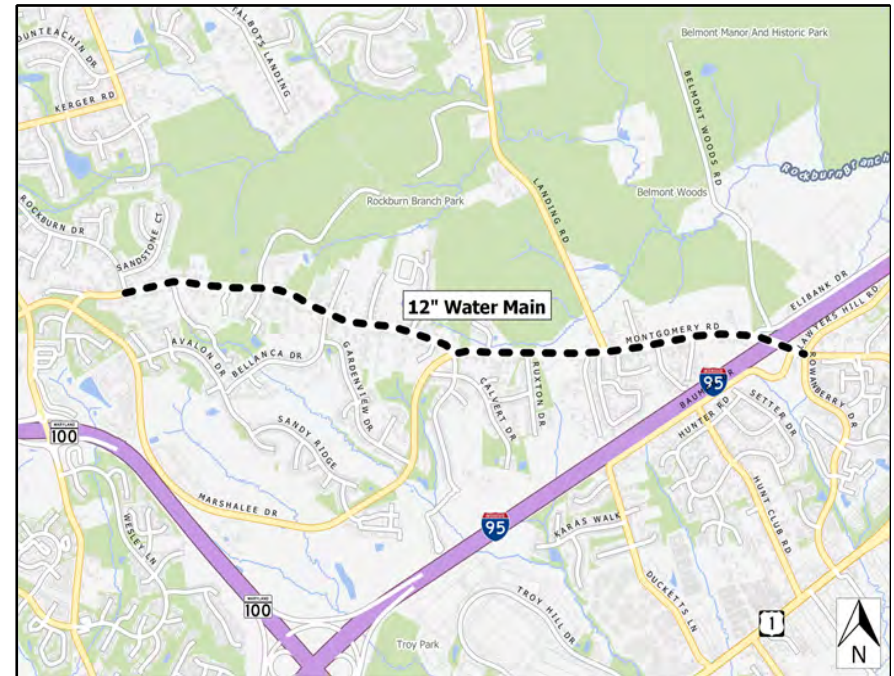 OUNTEACHIN DR
TALBOTS LANDING
Belmont Manor And Historic Park
KERGER RD
BELMONT WOODS RD
Rockburn Branch
LANDING RD
Belmont Woods
Rockburn Branch Park
ROCKBURN DR
SANDSTONE CT
ELIBANK DR
LAWYERS HILL RD
12" Water Main
MONTGOMERY RD
AVALON DR
BELLANCA DR
GARDENVIEW DR
CALVERT DR
RUXTON DR
95
ROWANBERRY DR
HUNTER RD
SETTER DR
MARYLAND
100
SANDY RIDGE
MARSHALEE DR
WESLEY LN
95
KARAS WALK
HUNT CLUB RD
DUCKETTS LN
TROY HILL DR
MARYLAND
100
1
Troy Park
N